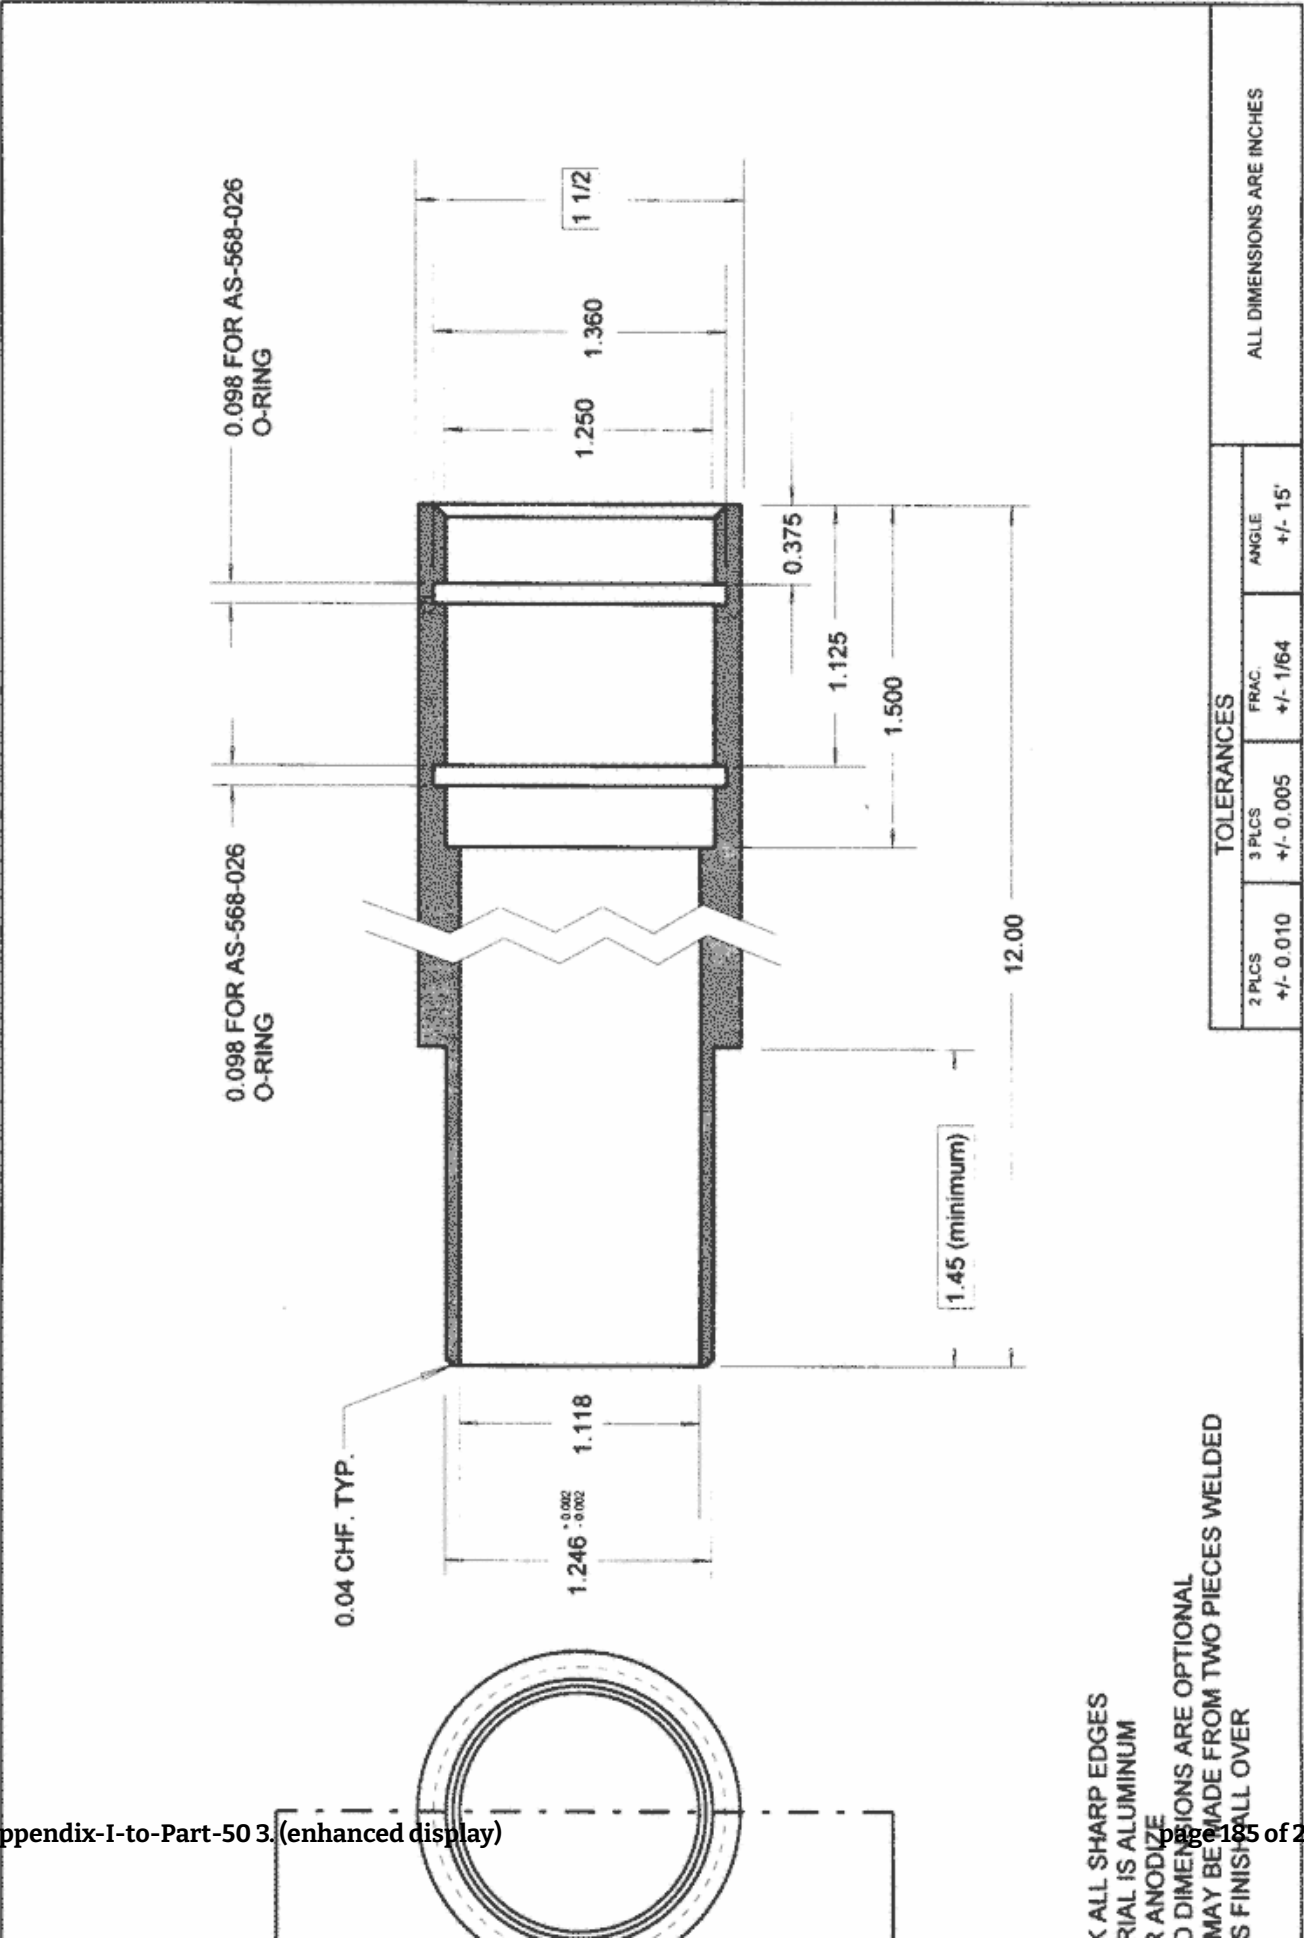 0.098 FOR AS-568-026
O-RING
0.098 FOR AS-568-026
O-RING
1 1/2
1.360
1.250
0.375
1.125
1.500
12.00
1.45 (minimum)
0.04 CHF. TYP.
1.118
1.246 +0.002
-0.002
K ALL SHARP EDGES
RIAL IS ALUMINUM
R ANODIZE
D DIMENSIONS ARE OPTIONAL
MAY BE MADE FROM TWO PIECES WELDED
S FINISH ALL OVER
TOLERANCES
2 PLCS 3 PLCS FRAC. ANGLE
+/- 0.010 +/- 0.005 +/- 1/64 +/- 15'
ALL DIMENSIONS ARE INCHES
ppendix-I-to-Part-50 3. (enhanced display)
page 185 of 2